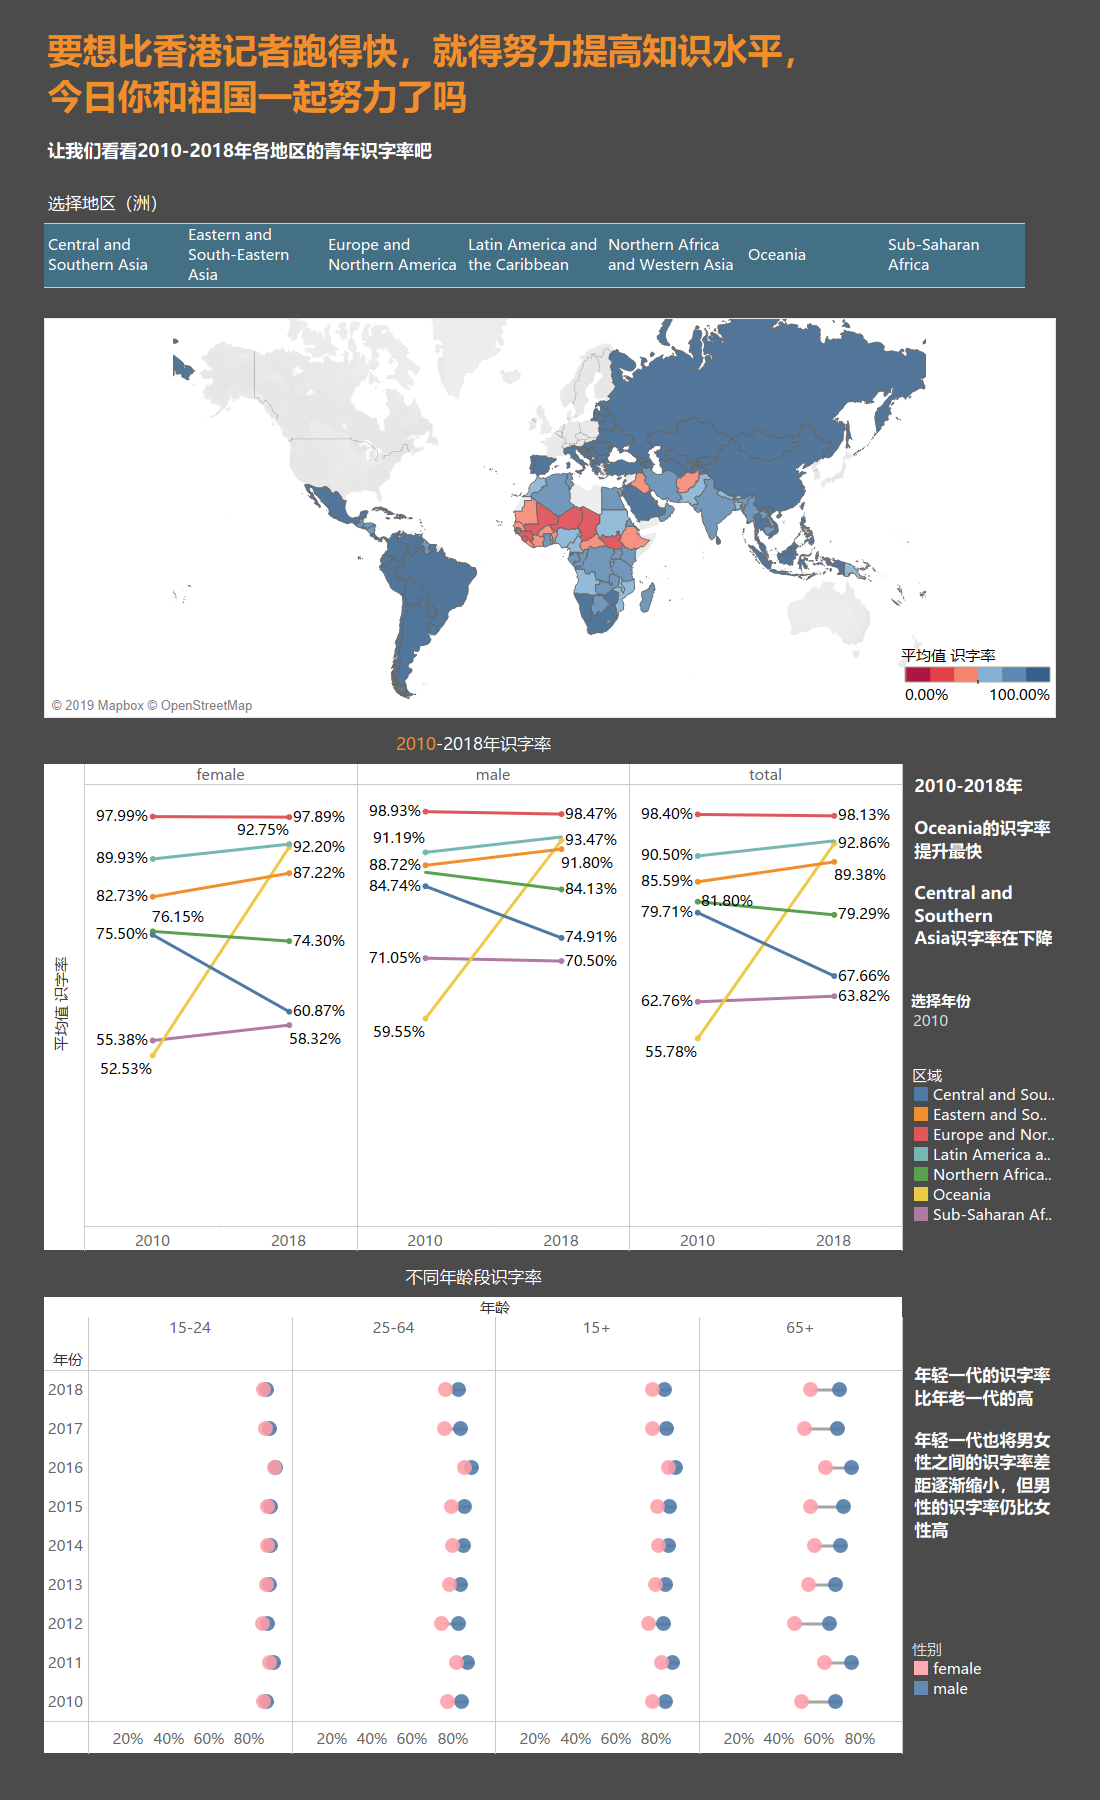 要想比香港记者跑得快，就得努力提高知识水平，
今日你和祖国一起努力了吗
让我们看看2010-2018年各地区的青年识字率吧
选择地区（洲）
Central and
Southern Asia
Eastern and
South-Eastern
Asia
Europe and
Northern America
Latin America and
the Caribbean
Northern Africa
and Western Asia
Oceania
Sub-Saharan
Africa
平均值 识字率
0.00%
100.00%
© 2019 Mapbox © OpenStreetMap
2010-2018年识字率
female
male
total
平均值 识字率
97.99%
97.89%
92.75%
89.93%
92.20%
82.73%
87.22%
76.15%
75.50%
74.30%
60.87%
55.38%
58.32%
52.53%
98.93%
98.47%
91.19%
93.47%
88.72%
91.80%
84.74%
84.13%
74.91%
71.05%
70.50%
59.55%
98.40%
98.13%
90.50%
92.86%
85.59%
89.38%
81.80%
79.71%
79.29%
67.66%
62.76%
63.82%
55.78%
2010
2018
2010
2018
2010
2018
2010-2018年
Oceania的识字率
提升最快
Central and
Southern
Asia识字率在下降
选择年份
2010
区域
Central and Sou..
Eastern and So..
Europe and Nor..
Latin America a..
Northern Africa..
Oceania
Sub-Saharan Af..
不同年龄段识字率
年龄
15-24
25-64
15+
65+
年份
2018
2017
2016
2015
2014
2013
2012
2011
2010
20% 40% 60% 80%
20% 40% 60% 80%
20% 40% 60% 80%
20% 40% 60% 80%
年轻一代的识字率
比年老一代的高
年轻一代也将男女
性之间的识字率差
距逐渐缩小，但男
性的识字率仍比女
性高
性别
female
male